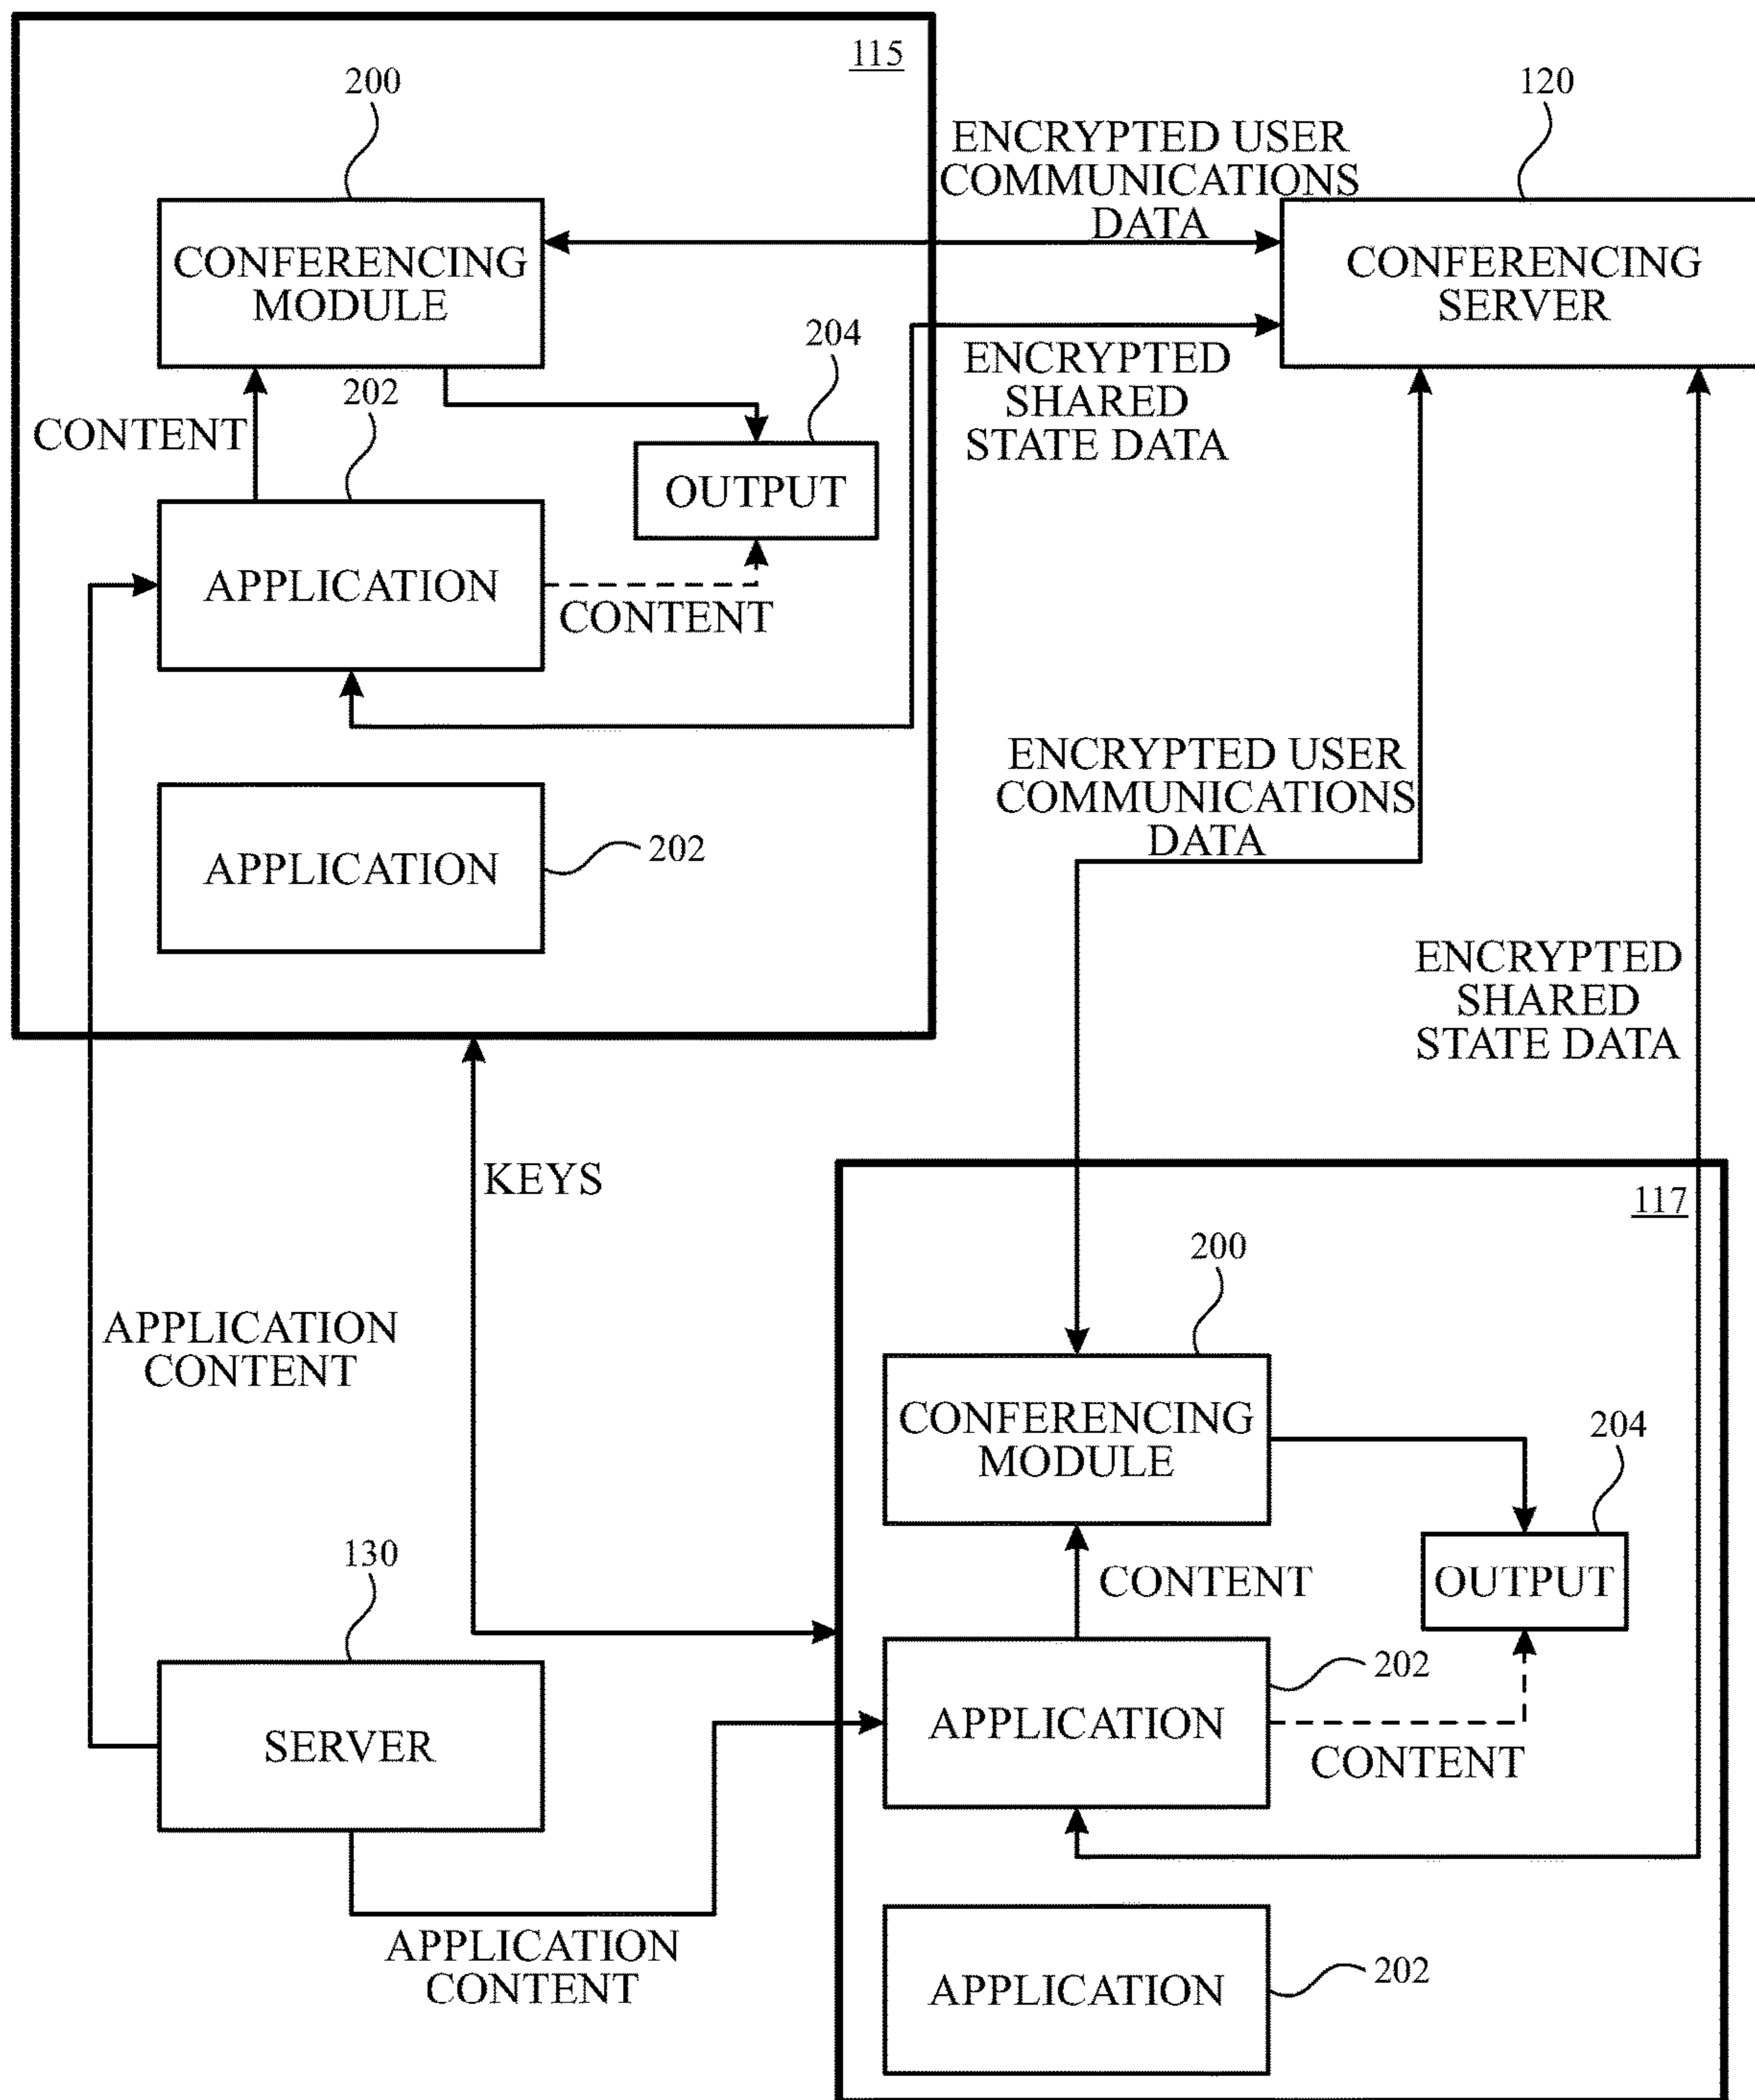 115
200
120
ENCRYPTED USER
COMMUNICATIONS
DATA
CONFERENCING
MODULE
CONFERENCING
SERVER
204
ENCRYPTED
SHARED
STATE DATA
202
CONTENT
OUTPUT
APPLICATION
CONTENT
ENCRYPTED USER
COMMUNICATIONS
DATA
APPLICATION
202
ENCRYPTED
SHARED
STATE DATA
KEYS
117
200
APPLICATION
CONTENT
CONFERENCING
MODULE
204
130
CONTENT
OUTPUT
202
SERVER
APPLICATION
CONTENT
APPLICATION
CONTENT
202
APPLICATION